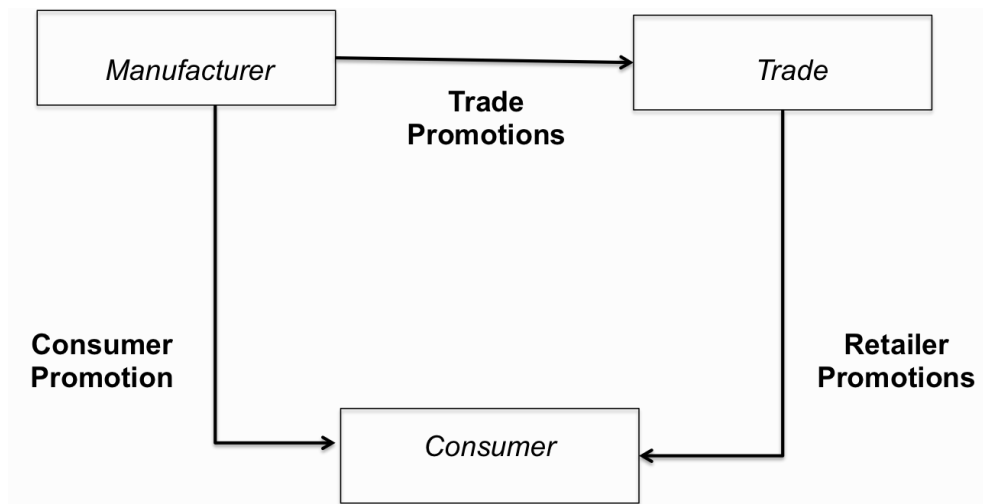 Manufacturer
Trade
Trade
Promotions
Consumer
Promotion
Retailer
Promotions
Consumer